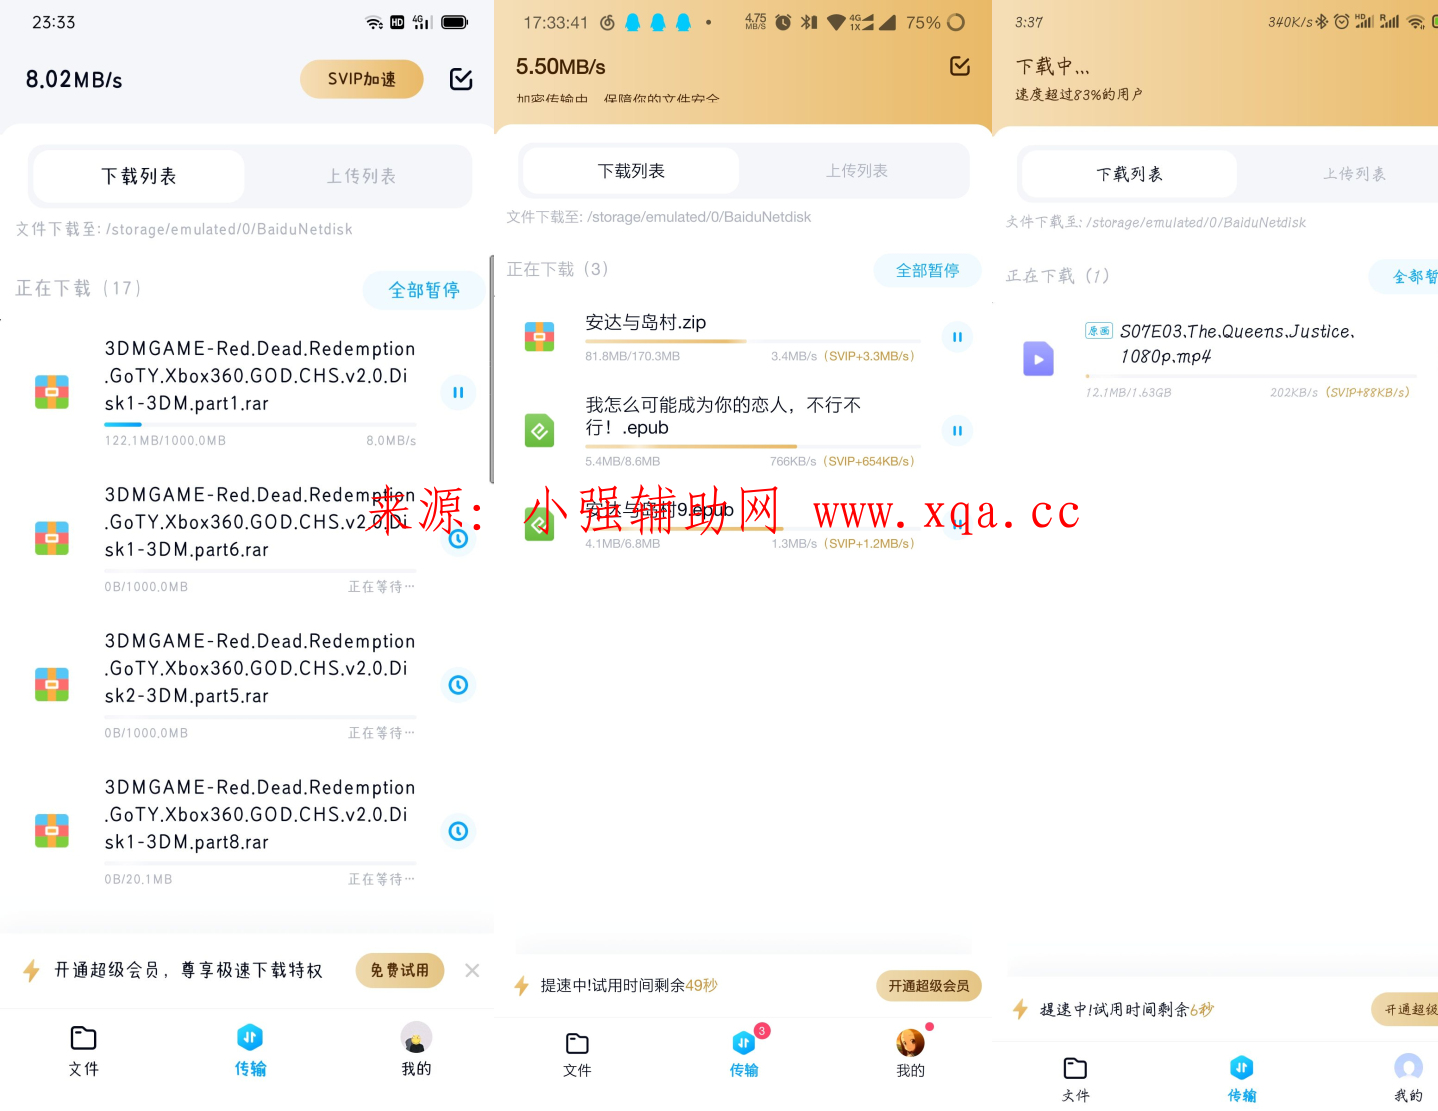 23:33
HD 4G
8.02MB/s
SVIP加速
下载列表
上传列表
文件下载至: /storage/emulated/0/BaiduNetdisk
正在下载（17）
全部暂停
3DMGAME-Red.Dead.Redemption
.GoTY.Xbox360.GOD.CHS.v2.0.Di
sk1-3DM.part1.rar
122.1MB/1000.0MB
8.0MB/s
3DMGAME-Red.Dead.Redemption
.GoTY.Xbox360.GOD.CHS.v2.0.Di
sk1-3DM.part6.rar
0B/1000.0MB
正在等待…
3DMGAME-Red.Dead.Redemption
.GoTY.Xbox360.GOD.CHS.v2.0.Di
sk2-3DM.part5.rar
0B/1000.0MB
正在等待…
3DMGAME-Red.Dead.Redemption
.GoTY.Xbox360.GOD.CHS.v2.0.Di
sk1-3DM.part8.rar
0B/20.1MB
正在等待…
开通超级会员，尊享极速下载特权
免费试用
文件
传输
我的
17:33:41
4.75
MB/S
4G
1X
75%
5.50MB/s
加密传输中，保障你的文件安全
下载列表
上传列表
文件下载至: /storage/emulated/0/BaiduNetdisk
正在下载（3）
全部暂停
安达与岛村.zip
81.8MB/170.3MB
3.4MB/s（SVIP+3.3MB/s）
我怎么可能成为你的恋人，不行不
行！.epub
5.4MB/8.6MB
766KB/s（SVIP+654KB/s）
安达与岛村9.epub
4.1MB/6.8MB
1.3MB/s（SVIP+1.2MB/s）
来源：小强辅助网 www.xqa.cc
提速中!试用时间剩余49秒
开通超级会员
文件
传输
3
我的
3:37
340K/s
HD R
下载中...
速度超过83%的用户
下载列表
上传列表
文件下载至: /storage/emulated/0/BaiduNetdisk
正在下载（1）
全部暂
原画 S07E03.The.Queens.Justice.
1080p.mp4
12.1MB/1.63GB
202KB/s（SVIP+88KB/s）
提速中!试用时间剩余6秒
开通超级
文件
传输
我的